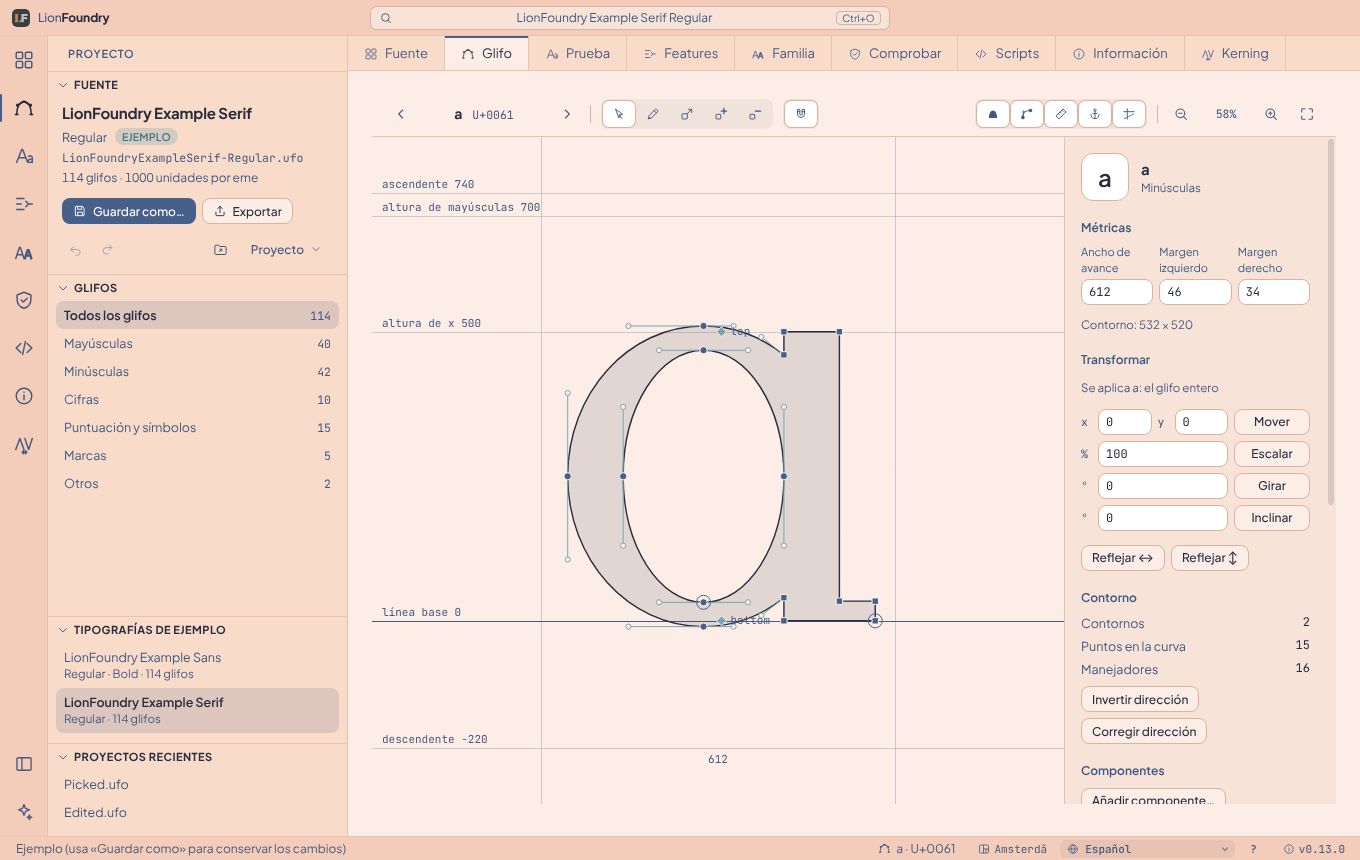 LF LionFoundry
LionFoundry Example Serif Regular
Ctrl+O
PROYECTO
Fuente
Glifo
Prueba
Features
Familia
Comprobar
Scripts
Información
Kerning
FUENTE
LionFoundry Example Serif
Regular EJEMPLO
LionFoundryExampleSerif-Regular.ufo
114 glifos · 1000 unidades por eme
Guardar como…
Exportar
Proyecto
GLIFOS
Todos los glifos 114
Mayúsculas 40
Minúsculas 42
Cifras 10
Puntuación y símbolos 15
Marcas 5
Otros 2
TIPOGRAFÍAS DE EJEMPLO
LionFoundry Example Sans
Regular · Bold · 114 glifos
LionFoundry Example Serif
Regular · 114 glifos
PROYECTOS RECIENTES
Picked.ufo
Edited.ufo
a U+0061
58%
ascendente 740
altura de mayúsculas 700
altura de x 500
top
línea base 0
bottom
descendente -220
612
a
a
Minúsculas
Métricas
Ancho de avance
Margen izquierdo
Margen derecho
612
46
34
Contorno: 532 × 520
Transformar
Se aplica a: el glifo entero
x 0 y 0 Mover
% 100 Escalar
° 0 Girar
° 0 Inclinar
Reflejar ↔
Reflejar ↕
Contorno
Contornos 2
Puntos en la curva 15
Manejadores 16
Invertir dirección
Corregir dirección
Componentes
Añadir componente…
Ejemplo (usa «Guardar como» para conservar los cambios)
a · U+0061
Amsterdã
Español
?
v0.13.0